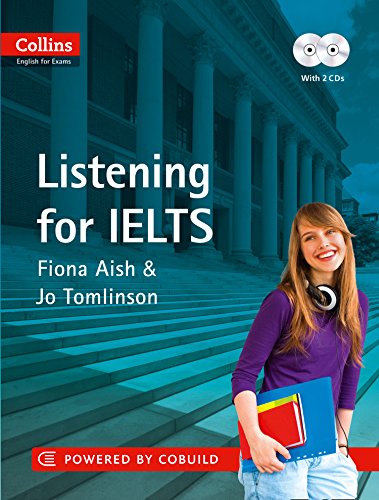 Collins
English for Exams
With 2 CDs
Listening
for IELTS
Fiona Aish &
Jo Tomlinson
POWERED BY COBUILD